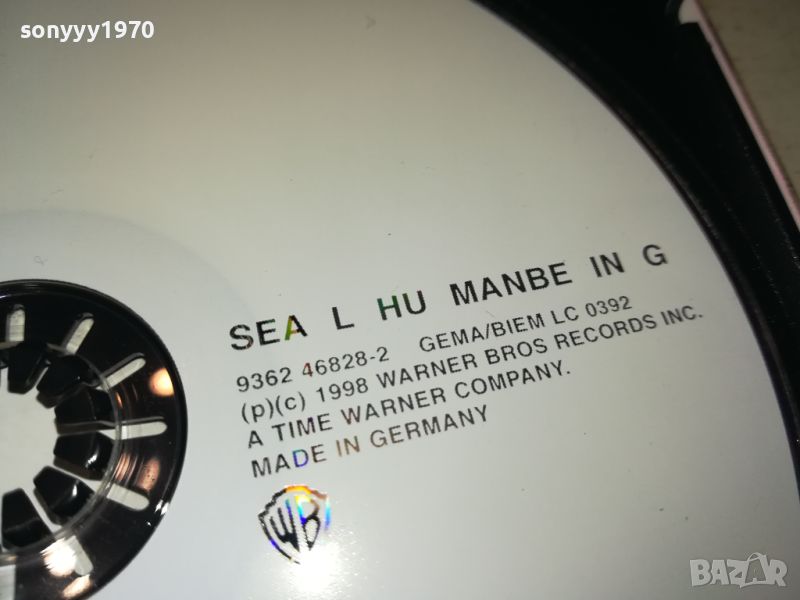 sonyyy1970
SEA L HU MANBE IN G
9362 46828-2 GEMA/BIEM LC 0392
(p)(c) 1998 WARNER BROS RECORDS INC.
A TIME WARNER COMPANY.
MADE IN GERMANY
WB
BAZAR